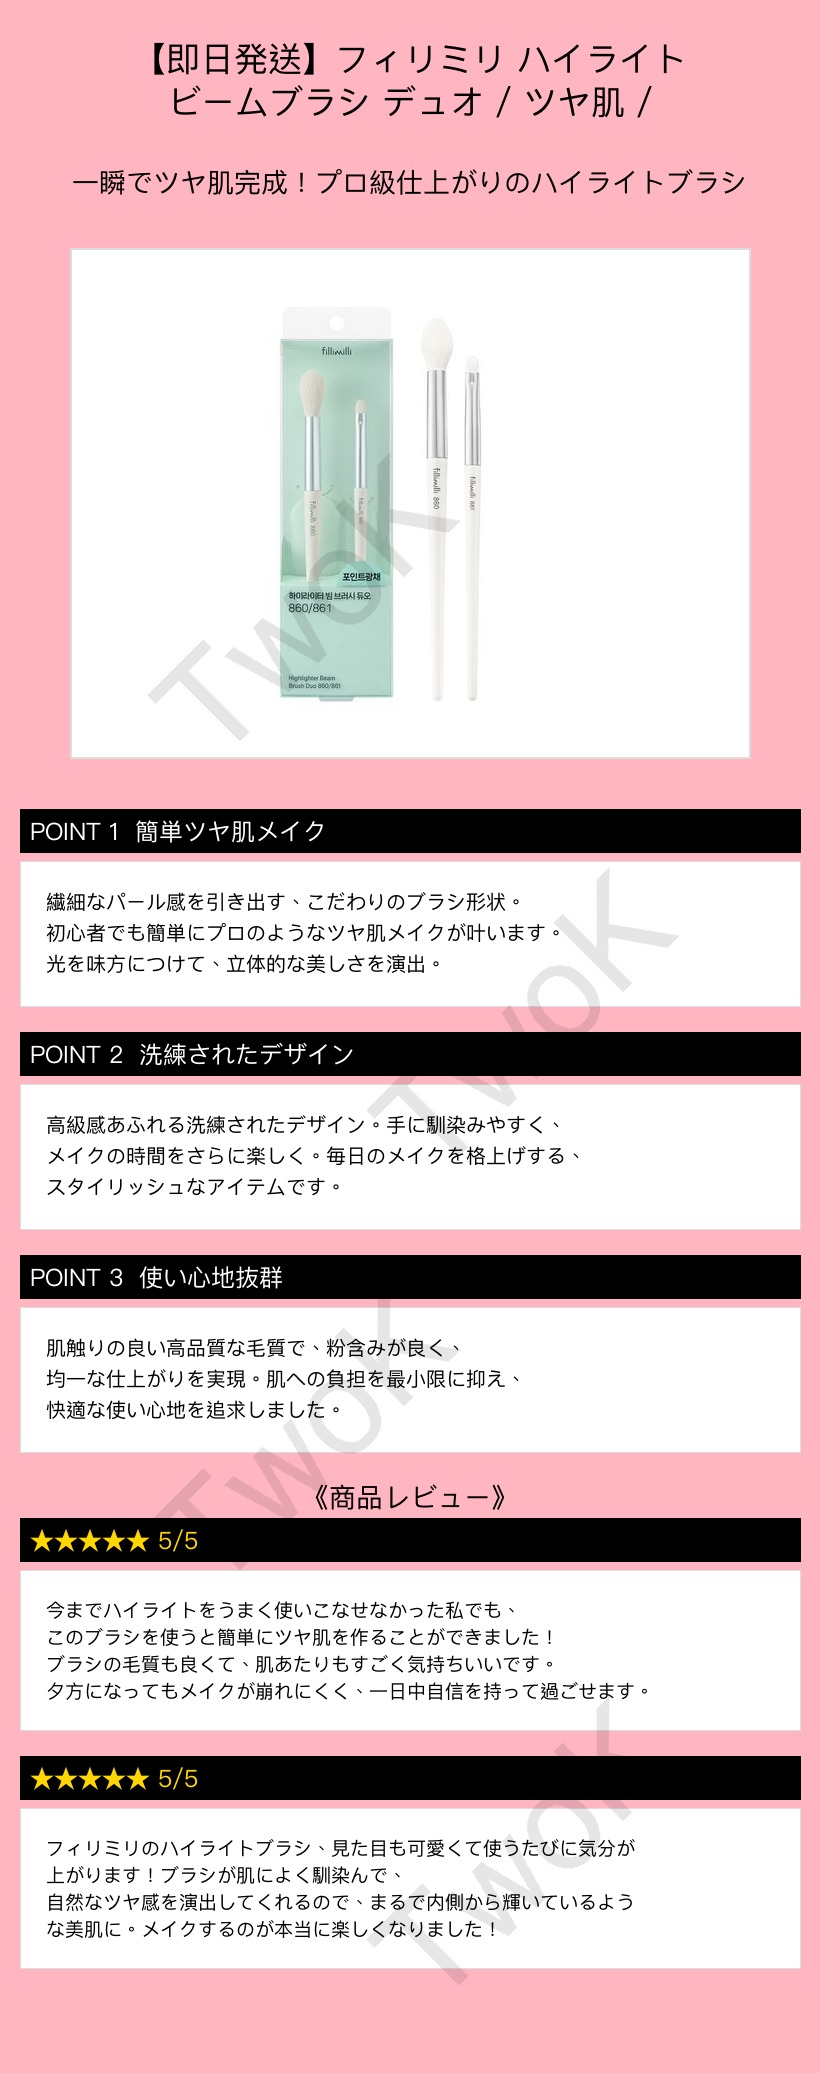 【即日発送】フィリミリ ハイライト
ビームブラシ デュオ / ツヤ肌 /
一瞬でツヤ肌完成！プロ級仕上がりのハイライトブラシ
fillimilli
fillimilli 860
fillimilli 861
포인트광채
하이라이터 빔 브러시 듀오
860/861
Highlighter Beam
Brush Duo 860/861
fillimilli 860
fillimilli 861
TwoK
POINT 1 簡単ツヤ肌メイク
繊細なパール感を引き出す、こだわりのブラシ形状。
初心者でも簡単にプロのようなツヤ肌メイクが叶います。
光を味方につけて、立体的な美しさを演出。
TwoK
POINT 2 洗練されたデザイン
高級感あふれる洗練されたデザイン。手に馴染みやすく、
メイクの時間をさらに楽しく。毎日のメイクを格上げする、
スタイリッシュなアイテムです。
POINT 3 使い心地抜群
肌触りの良い高品質な毛質で、粉含みが良く、
均一な仕上がりを実現。肌への負担を最小限に抑え、
快適な使い心地を追求しました。
TwoK
《商品レビュー》
★★★★★ 5/5
今までハイライトをうまく使いこなせなかった私でも、
このブラシを使うと簡単にツヤ肌を作ることができました！
ブラシの毛質も良くて、肌あたりもすごく気持ちいいです。
夕方になってもメイクが崩れにくく、一日中自信を持って過ごせます。
★★★★★ 5/5
フィリミリのハイライトブラシ、見た目も可愛くて使うたびに気分が
上がります！ブラシが肌によく馴染んで、
自然なツヤ感を演出してくれるので、まるで内側から輝いているよう
な美肌に。メイクするのが本当に楽しくなりました！
TwoK